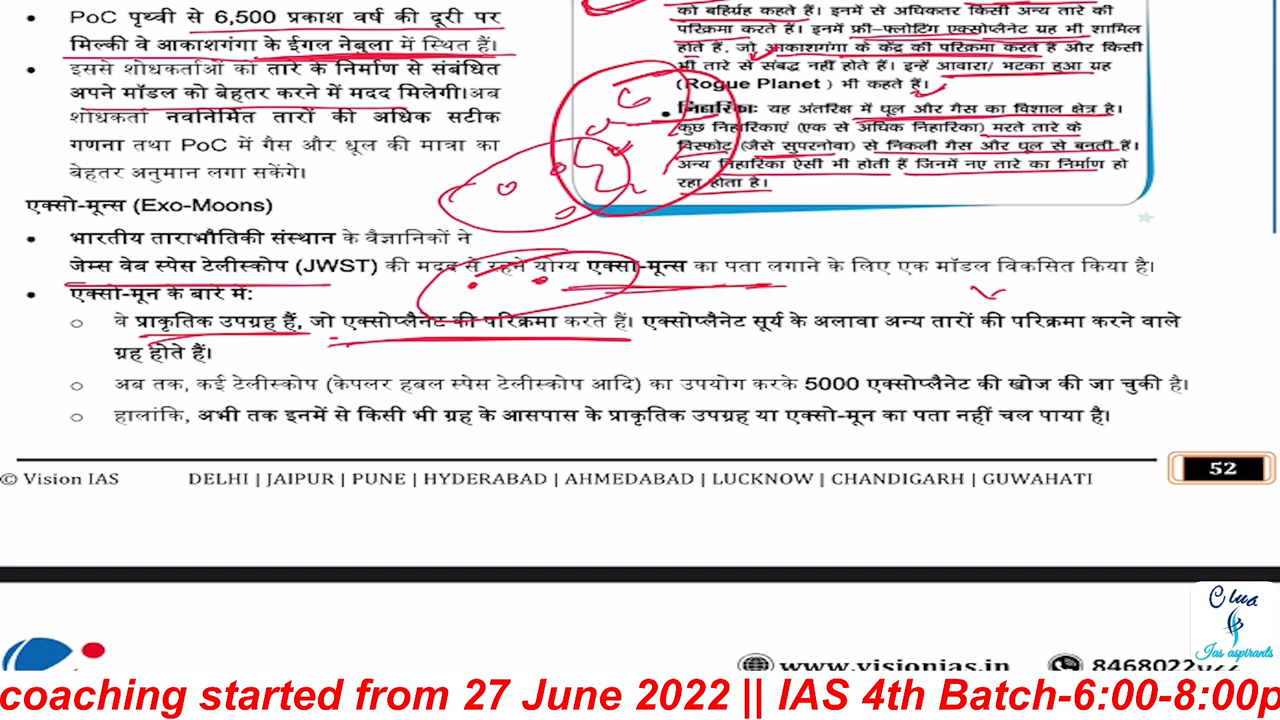 PoC पृथ्वी से 6,500 प्रकाश वर्ष की दूरी पर
मिल्की वे आकाशगंगा के ईगल नेबुला में स्थित हैं।
इससे शोधकर्ताओं को तारे के निर्माण से संबंधित
अपने मॉडल को बेहतर करने में मदद मिलेगी। अब
शोधकर्ता नवनिर्मित तारों की अधिक सटीक
गणना तथा PoC में गैस और धूल की मात्रा का
बेहतर अनुमान लगा सकेंगे।
को बहिर्ग्रह कहते हैं। इनमें से अधिकतर किसी अन्य तारे की
परिक्रमा करते हैं। इनमें फ्री-फ्लोटिंग एक्सोप्लैनेट ग्रह भी शामिल
होते हैं, जो आकाशगंगा के केंद्र की परिक्रमा करते हैं और किसी
भी तारे से संबद्ध नहीं होते हैं। इन्हें आवारा/ भटका हुआ ग्रह
(Rogue Planet) भी कहते हैं।
निहारिका: यह अंतरिक्ष में धूल और गैस का विशाल क्षेत्र है।
कुछ निहारिकाएं (एक से अधिक निहारिका) मरते तारे के
विस्फोट (जैसे सुपरनोवा) से निकली गैस और धूल से बनती हैं।
अन्य निहारिका ऐसी भी होती हैं जिनमें नए तारे का निर्माण हो
रहा होता है।
एक्सो-मून्स (Exo-Moons)
भारतीय ताराभौतिकी संस्थान के वैज्ञानिकों ने
जेम्स वेब स्पेस टेलीस्कोप (JWST) की मदद से रहने योग्य एक्सो-मून्स का पता लगाने के लिए एक मॉडल विकसित किया है।
एक्सो-मून के बारे में:
वे प्राकृतिक उपग्रह हैं, जो एक्सोप्लैनेट की परिक्रमा करते हैं। एक्सोप्लैनेट सूर्य के अलावा अन्य तारों की परिक्रमा करने वाले
ग्रह होते हैं।
अब तक, कई टेलीस्कोप (केपलर हबल स्पेस टेलीस्कोप आदि) का उपयोग करके 5000 एक्सोप्लैनेट की खोज की जा चुकी है।
हालांकि, अभी तक इनमें से किसी भी ग्रह के आसपास के प्राकृतिक उपग्रह या एक्सो-मून का पता नहीं चल पाया है।
© Vision IAS DELHI | JAIPUR | PUNE | HYDERABAD | AHMEDABAD | LUCKNOW | CHANDIGARH | GUWAHATI 52
Ias aspirants
www.visionias.in 8468022022
coaching started from 27 June 2022 || IAS 4th Batch-6:00-8:00p